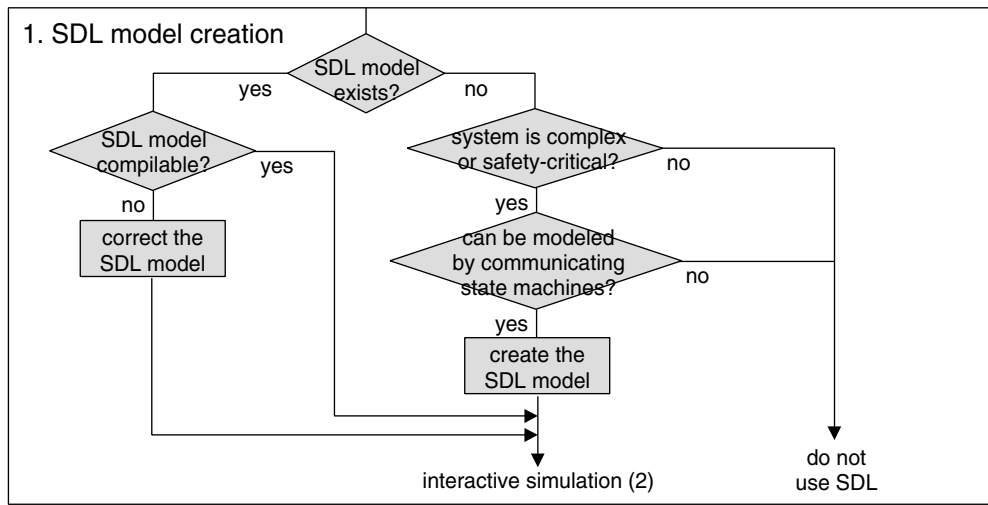 1. SDL model creation
SDL model
exists?
yes
no
SDL model
compilable?
yes
no
correct the
SDL model
system is complex
or safety-critical?
no
yes
can be modeled
by communicating
state machines?
no
yes
create the
SDL model
interactive simulation (2)
do not
use SDL